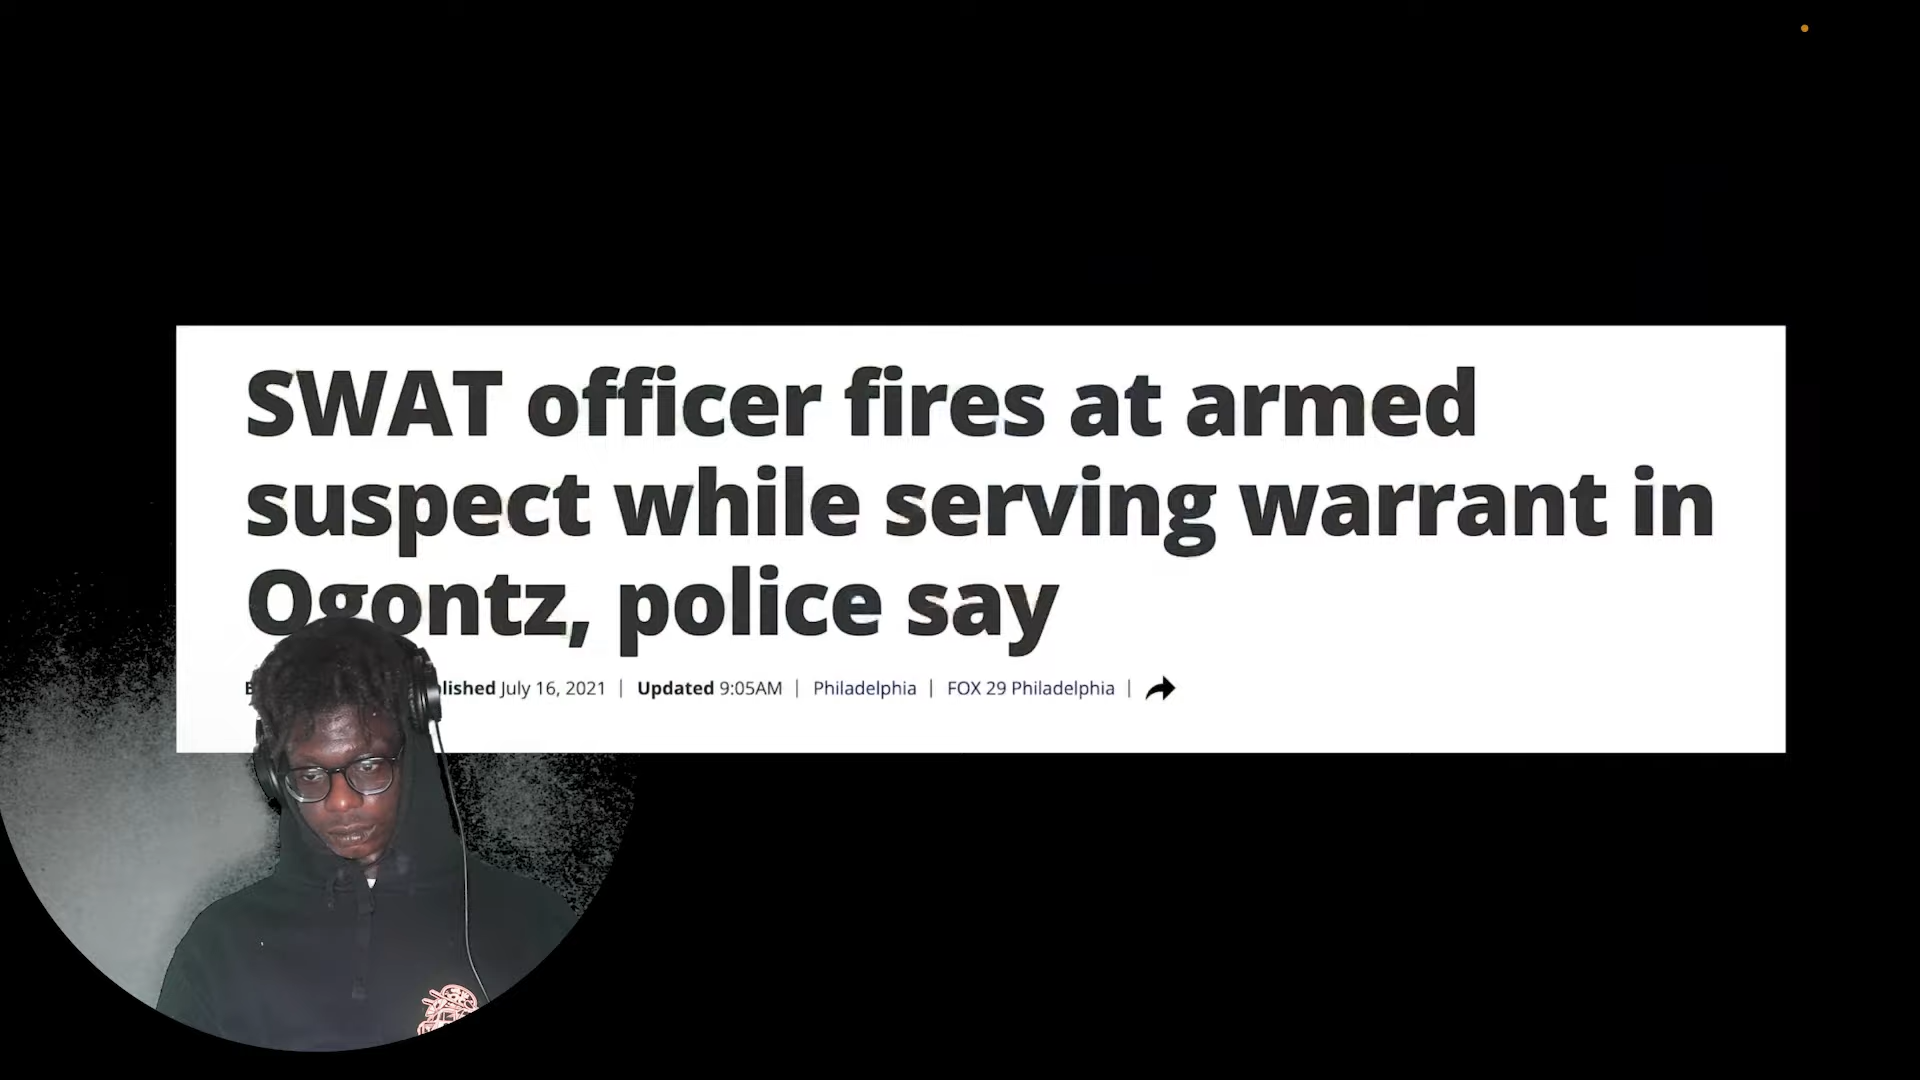 SWAT officer fires at armed
suspect while serving warrant in
Ogontz, police say
July 16, 2021 | Updated 9:05AM | Philadelphia | FOX 29 Philadelphia |